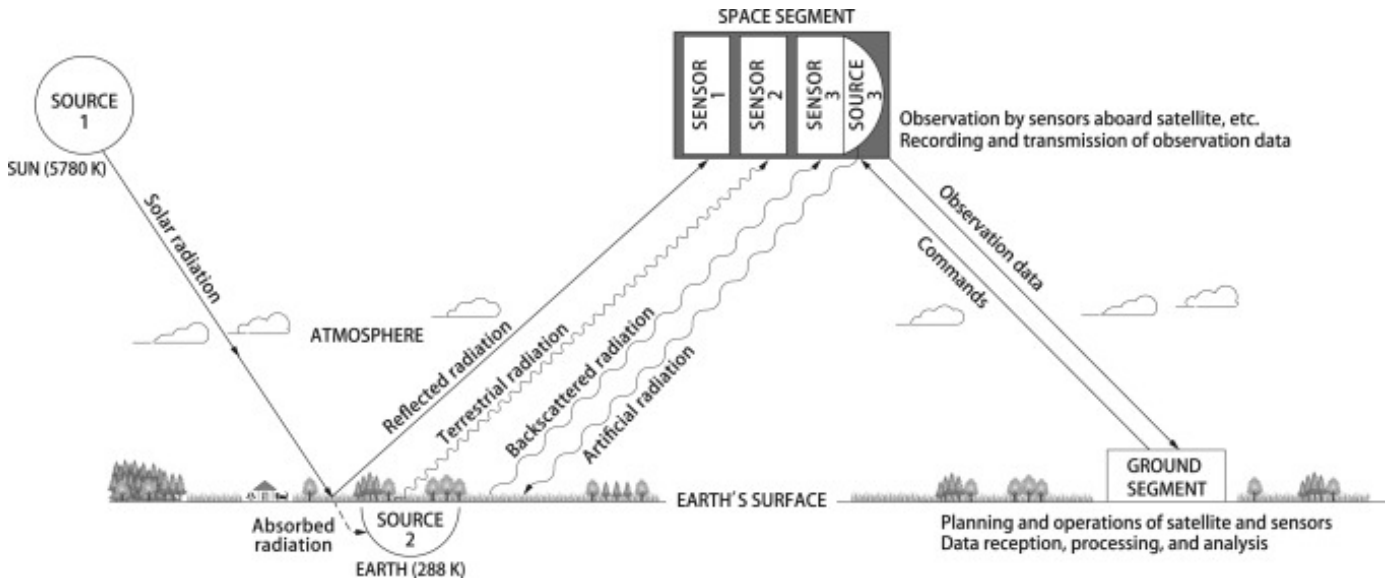 SPACE SEGMENT
SOURCE
1
SUN (5780 K)
SENSOR
1
SENSOR
2
SENSOR
3
SOURCE
3
Observation by sensors aboard satellite, etc.
Recording and transmission of observation data
Solar radiation
ATMOSPHERE
Reflected radiation
Terrestrial radiation
Backscattered radiation
Artificial radiation
Observation data
Commands
Absorbed
radiation
SOURCE
2
EARTH (288 K)
EARTH'S SURFACE
GROUND
SEGMENT
Planning and operations of satellite and sensors
Data reception, processing, and analysis